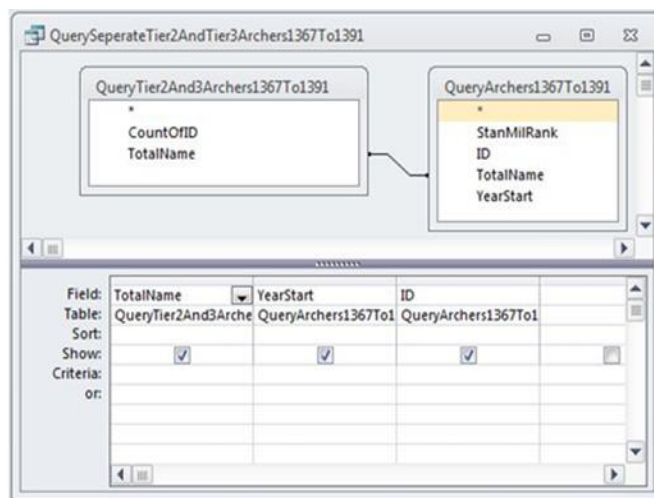 QuerySeperateTier2AndTier3Archers1367To1391
QueryTier2And3Archers1367To1391
*
CountOfID
TotalName
QueryArchers1367To1391
*
StanMilRank
ID
TotalName
YearStart
Field: TotalName YearStart ID
Table: QueryTier2And3Arche QueryArchers1367To1 QueryArchers1367To1
Sort:
Show:
Criteria:
or: